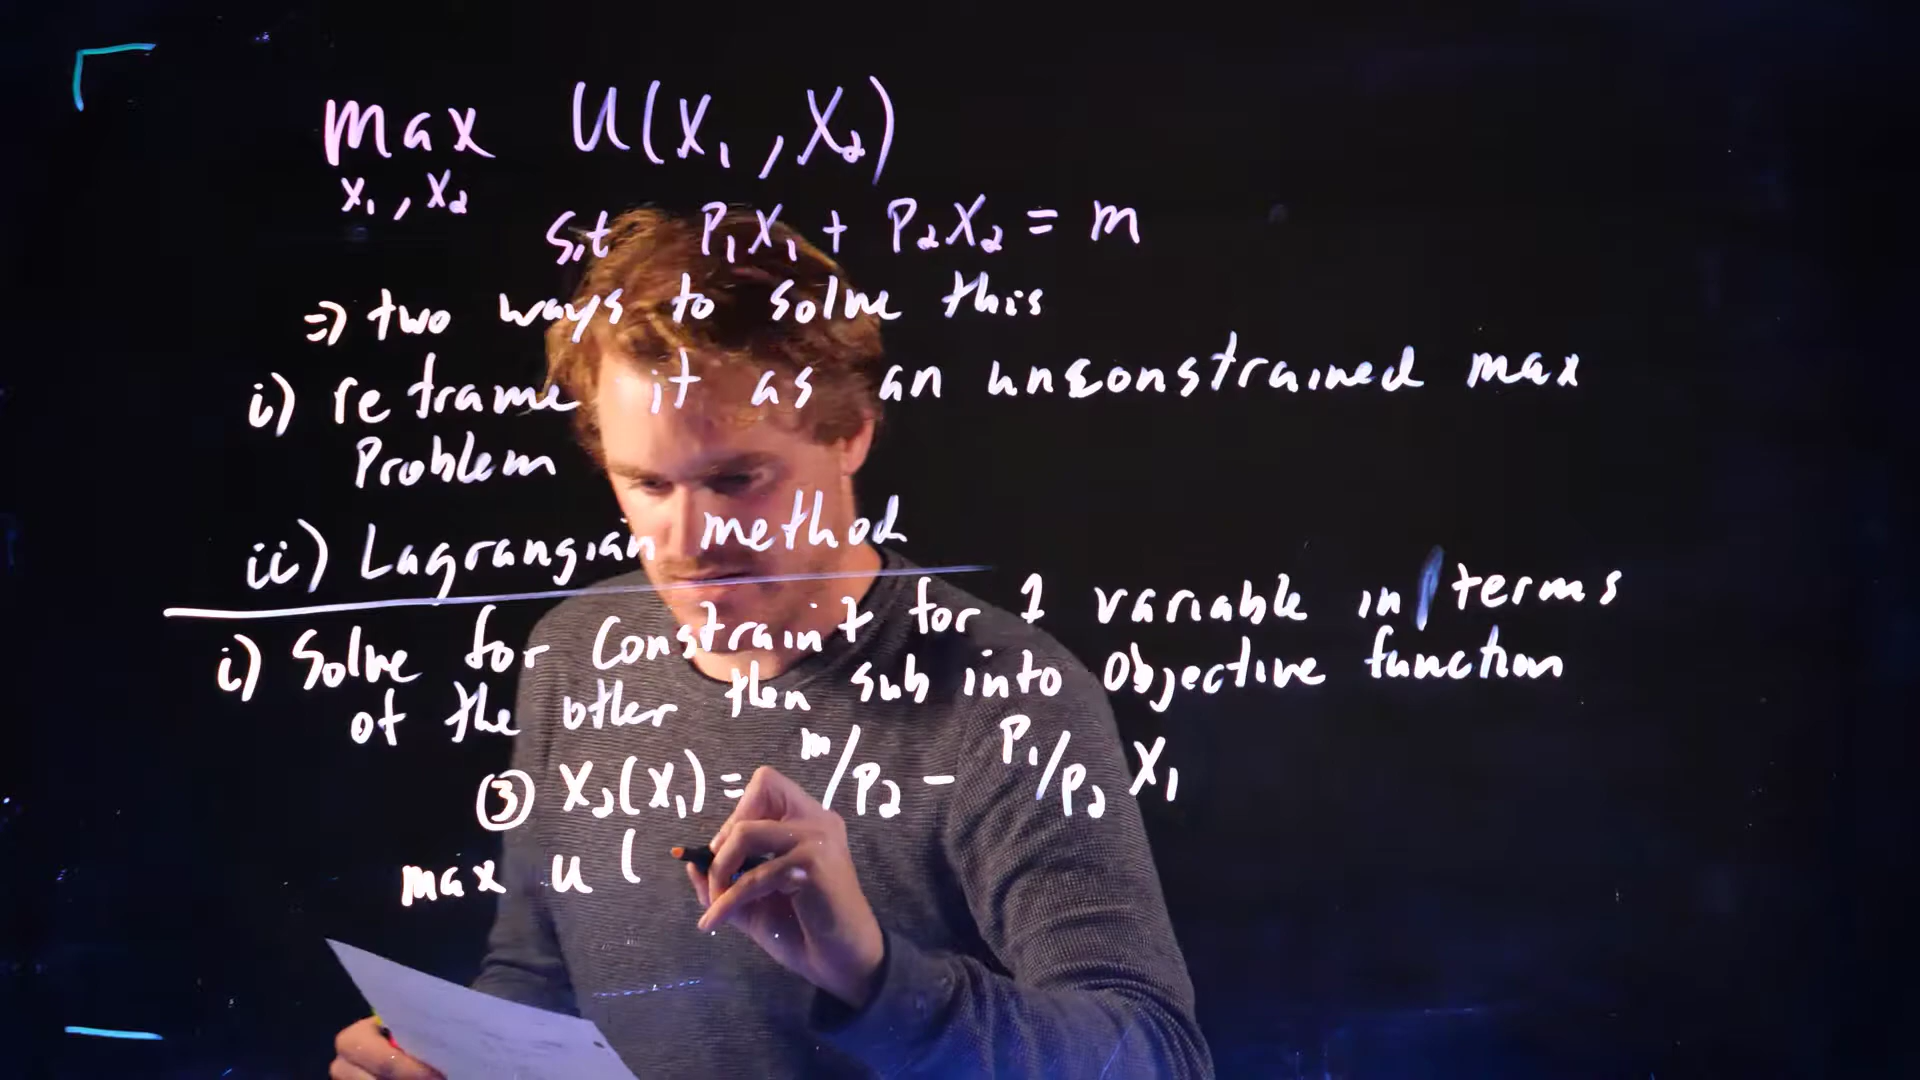 max U(x₁, x₂)
x₁, x₂
s.t P₁x₁ + P₂x₂ = m
⇒ two ways to solve this
i) reframe it as an unconstrained max
Problem
ii) Lagrangian method
i) Solve for Constraint for 1 variable in terms
of the other then sub into Objective function
③ x₂(x₁) = m/P₂ - P₁/P₂ x₁
max u (